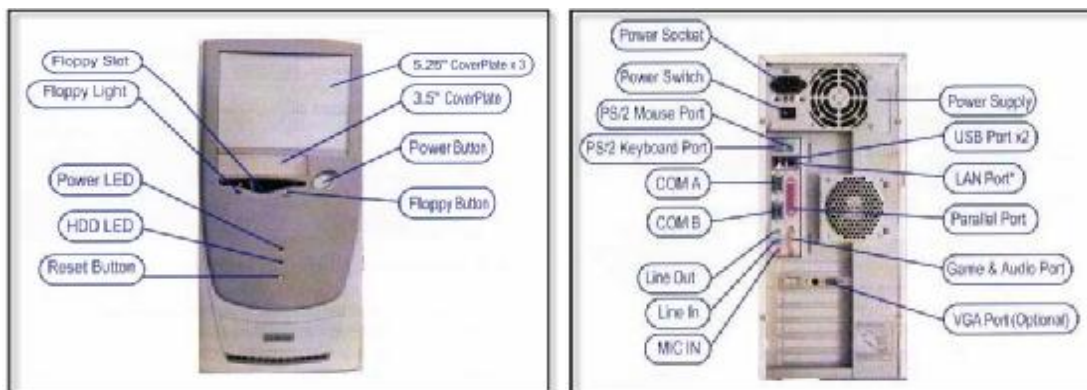 Floppy Slot
Floppy Light
Power LED
HDD LED
Reset Button
5.25" CoverPlate x 3
3.5" CoverPlate
Power Button
Floppy Button
Power Socket
Power Switch
PS/2 Mouse Port
PS/2 Keyboard Port
COM A
COM B
Line Out
Line In
MIC IN
Power Supply
USB Port x2
LAN Port*
Parallel Port
Game & Audio Port
VGA Port (Optional)